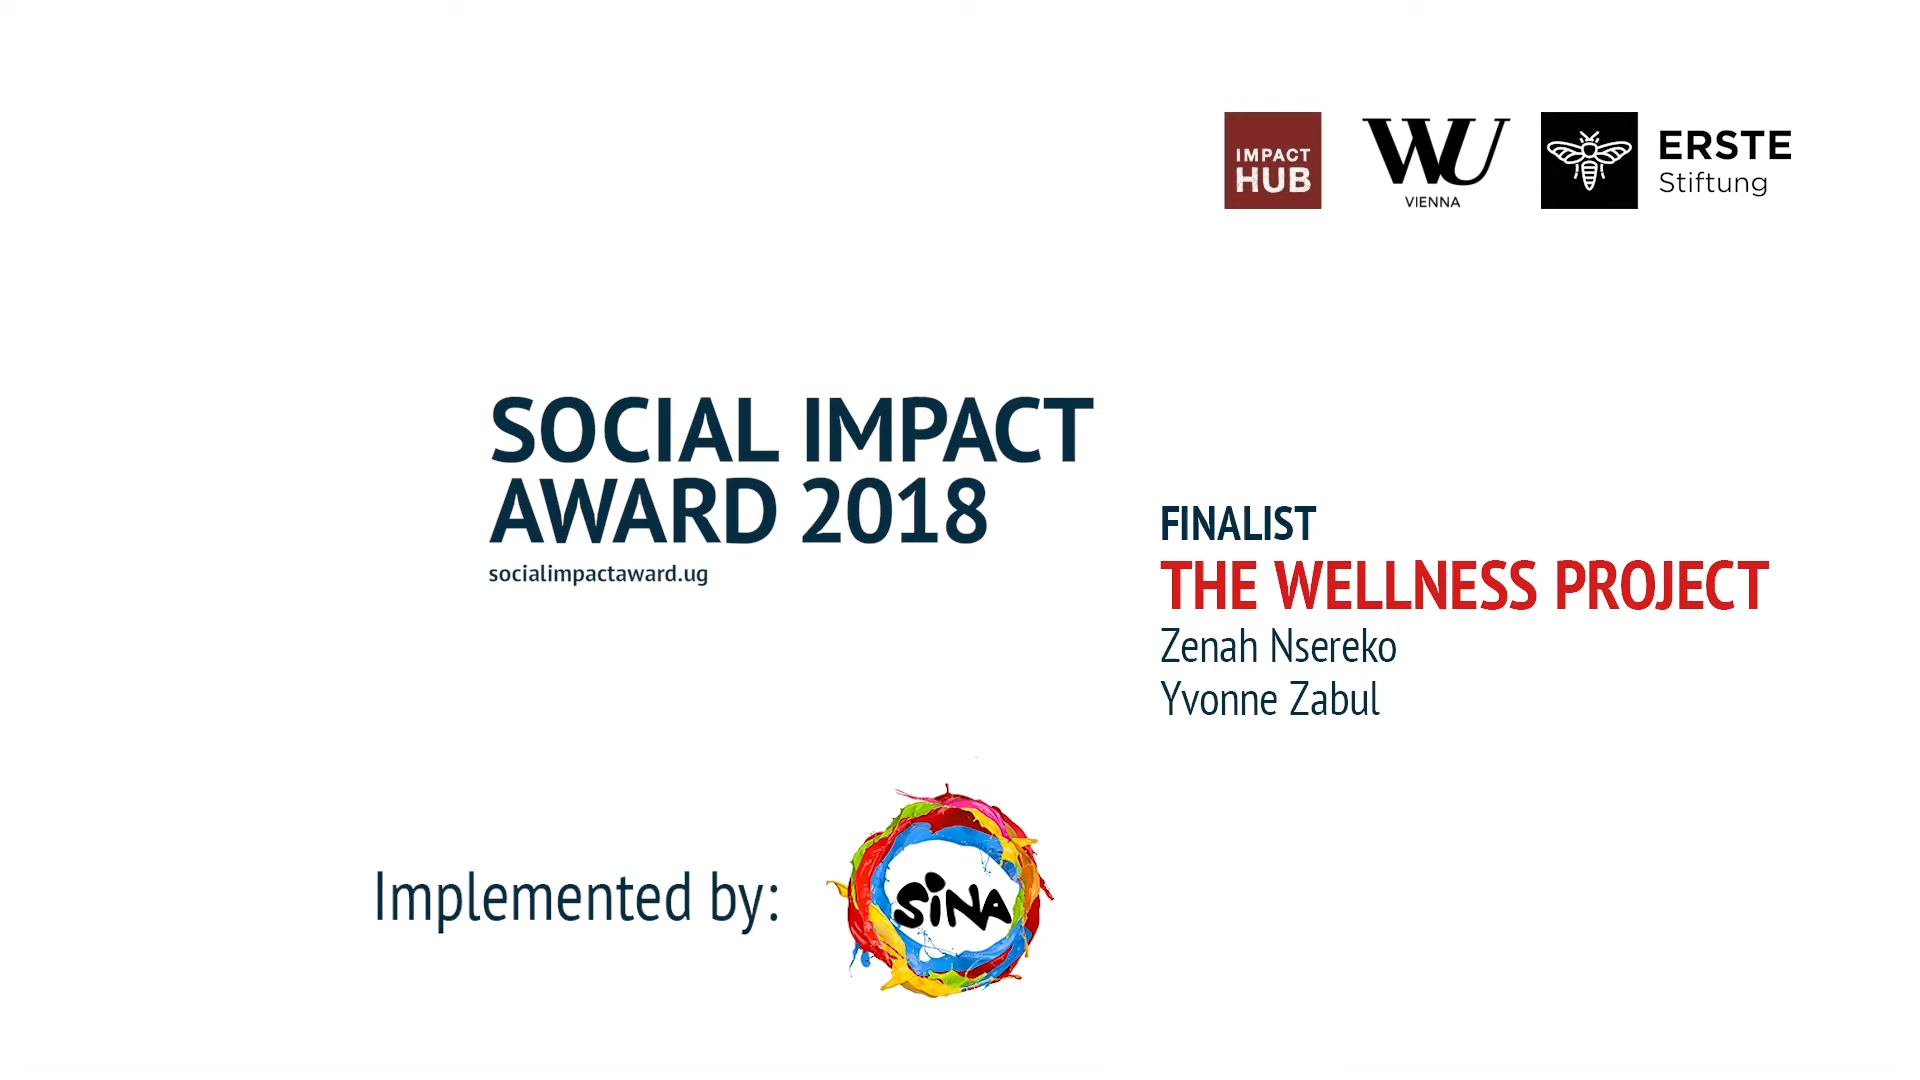 IMPACT
HUB
WU
VIENNA
ERSTE
Stiftung
SOCIAL IMPACT
AWARD 2018
socialimpactaward.ug
FINALIST
THE WELLNESS PROJECT
Zenah Nsereko
Yvonne Zabul
Implemented by:
SiNA